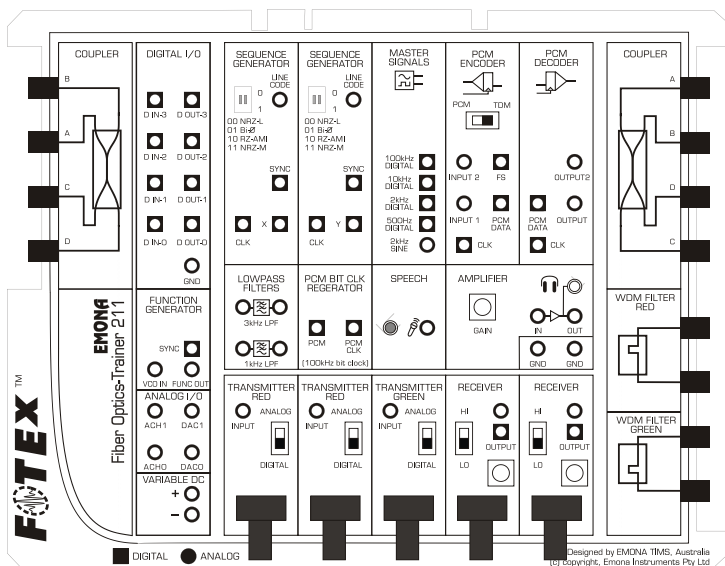 COUPLER
B
A
C
D
DIGITAL I/O
D IN-3 D OUT-3
D IN-2 D OUT-2
D IN-1 D OUT-1
D IN-0 D OUT-0
GND
FUNCTION
GENERATOR
SYNC
VCO IN FUNC OUT
ANALOG I/O
ACH1 DAC1
ACH0 DAC0
VARIABLE DC
+
–
SEQUENCE
GENERATOR
LINE
CODE
0
1
00 NRZ-L
01 Bi-Ø
10 RZ-AMI
11 NRZ-M
SYNC
X
CLK
SEQUENCE
GENERATOR
LINE
CODE
0
1
00 NRZ-L
01 Bi-Ø
10 RZ-AMI
11 NRZ-M
SYNC
Y
CLK
MASTER
SIGNALS
100kHz
DIGITAL
10kHz
DIGITAL
2kHz
DIGITAL
500Hz
DIGITAL
2kHz
SINE
PCM
ENCODER
PCM TDM
INPUT 2 FS
INPUT 1 PCM
DATA
CLK
PCM
DECODER
OUTPUT2
PCM
DATA
OUTPUT
CLK
COUPLER
A
B
D
C
LOWPASS
FILTERS
3kHz LPF
1kHz LPF
PCM BIT CLK
REGERATOR
PCM PCM
CLK
(100kHz bit clock)
SPEECH
AMPLIFIER
GAIN
IN OUT
GND GND
WDM FILTER
RED
WDM FILTER
GREEN
TRANSMITTER
RED
INPUT
ANALOG
DIGITAL
TRANSMITTER
RED
INPUT
ANALOG
DIGITAL
TRANSMITTER
GREEN
INPUT
ANALOG
DIGITAL
RECEIVER
HI
LO
OUTPUT
RECEIVER
HI
LO
OUTPUT
EMONA
Fiber Optics-Trainer 211
FOTEX™
DIGITAL ANALOG
Designed by EMONA TIMS, Australia
(c) copyright, Emona Instruments Pty Ltd